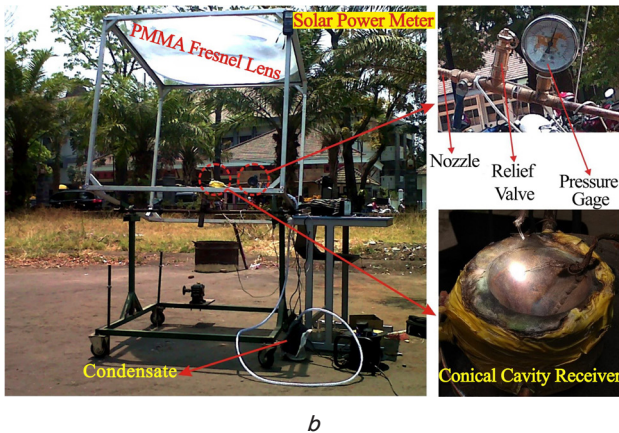 Solar Power Meter
PMMA Fresnel Lens
Nozzle
Relief
Valve
Pressure
Gage
Condensate
Conical Cavity Receiver
b